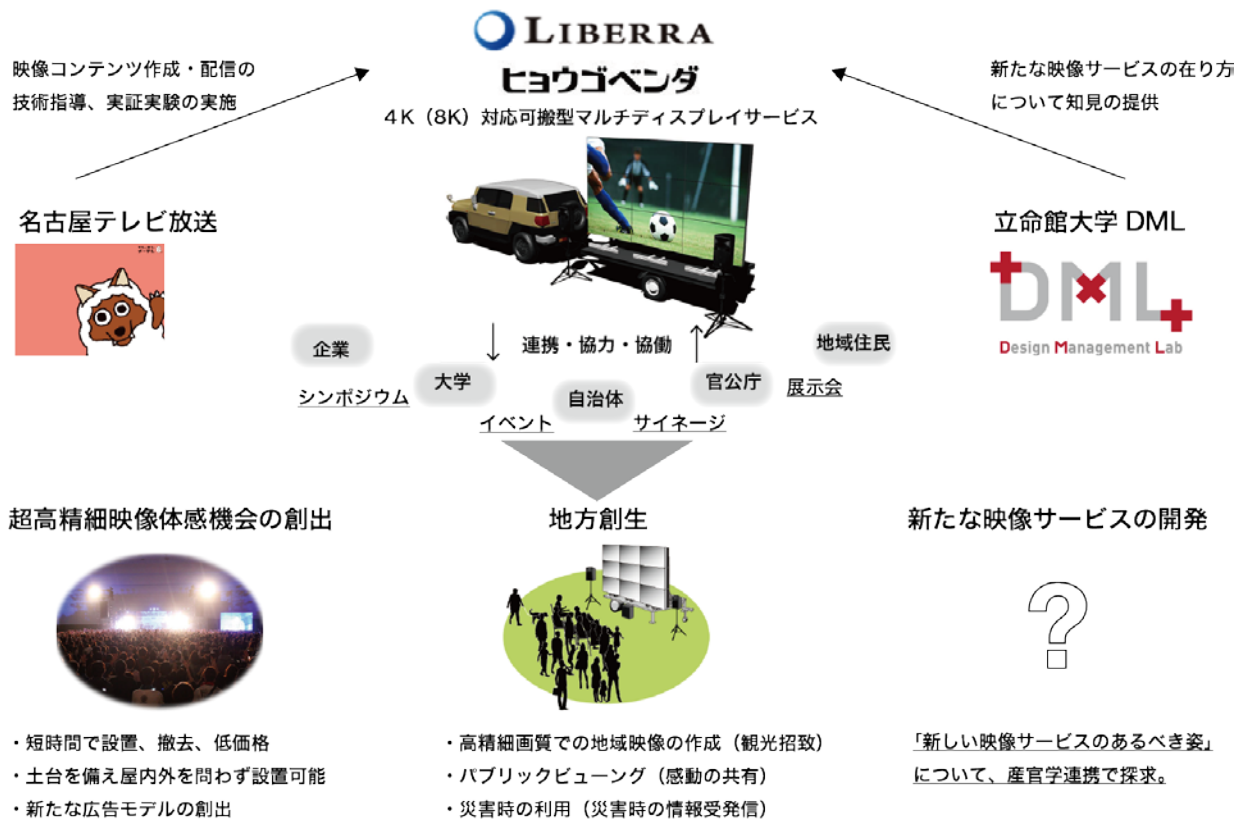 LIBERRA
ヒョウゴベンダ
4K（8K）対応可搬型マルチディスプレイサービス
映像コンテンツ作成・配信の
技術指導、実証実験の実施
新たな映像サービスの在り方
について知見の提供
名古屋テレビ放送
立命館大学 DML
DML
Design Management Lab
連携・協力・協働
企業
大学
自治体
官公庁
地域住民
シンポジウム
イベント
サイネージ
展示会
超高精細映像体感機会の創出
・短時間で設置、撤去、低価格
・土台を備え屋内外を問わず設置可能
・新たな広告モデルの創出
地方創生
・高精細画質での地域映像の作成（観光招致）
・パブリックビューング（感動の共有）
・災害時の利用（災害時の情報受発信）
新たな映像サービスの開発
?
「新しい映像サービスのあるべき姿」
について、産官学連携で探求。